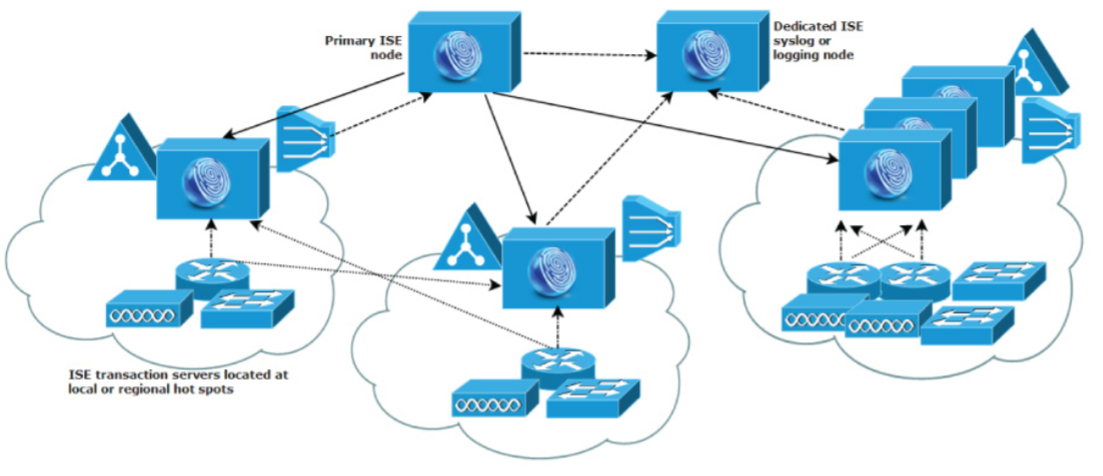 Primary ISE
node
Dedicated ISE
syslog or
logging node
ISE transaction servers located at
local or regional hot spots